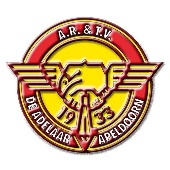 A.R. & T.V.
1933
DE ADELAAR APELDOORN